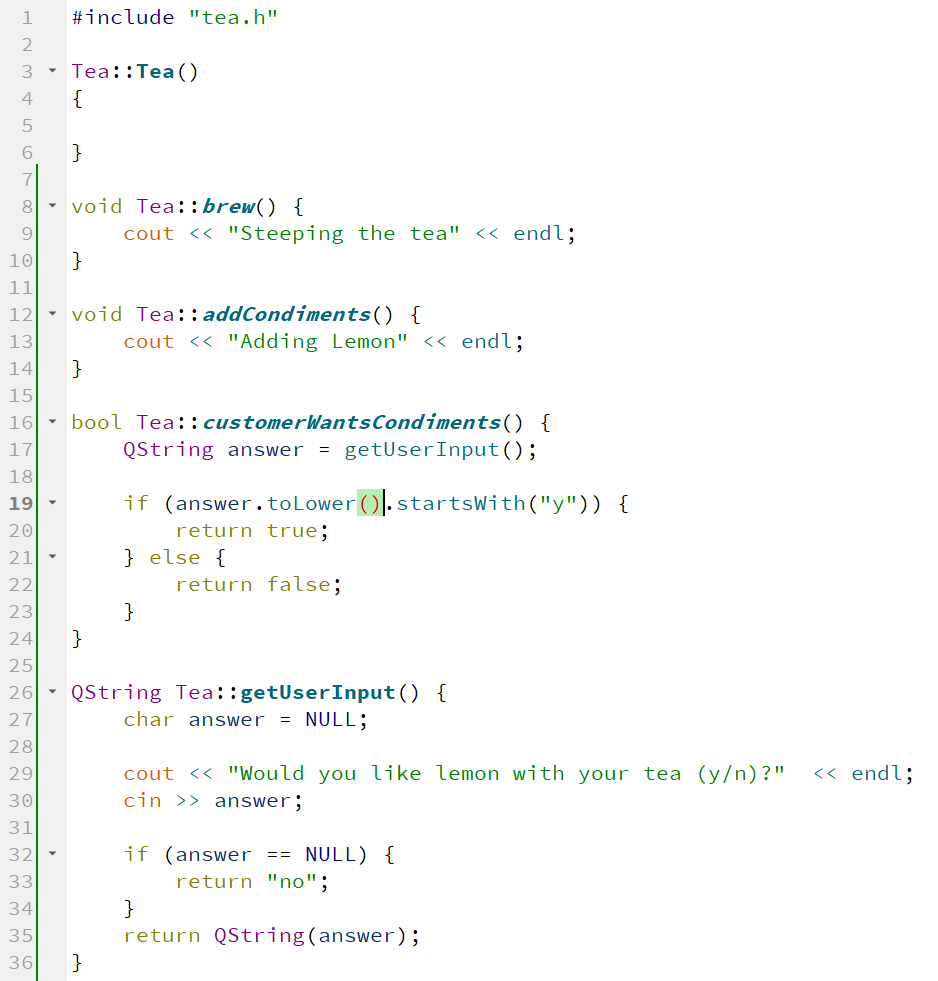 1 #include "tea.h"
2
3 Tea::Tea()
4 {
5
6 }
7
8 void Tea::brew() {
9     cout << "Steeping the tea" << endl;
10 }
11
12 void Tea::addCondiments() {
13     cout << "Adding Lemon" << endl;
14 }
15
16 bool Tea::customerWantsCondiments() {
17     QString answer = getUserInput();
18
19     if (answer.toLower().startsWith("y")) {
20         return true;
21     } else {
22         return false;
23     }
24 }
25
26 QString Tea::getUserInput() {
27     char answer = NULL;
28
29     cout << "Would you like lemon with your tea (y/n)?"  << endl;
30     cin >> answer;
31
32     if (answer == NULL) {
33         return "no";
34     }
35     return QString(answer);
36 }